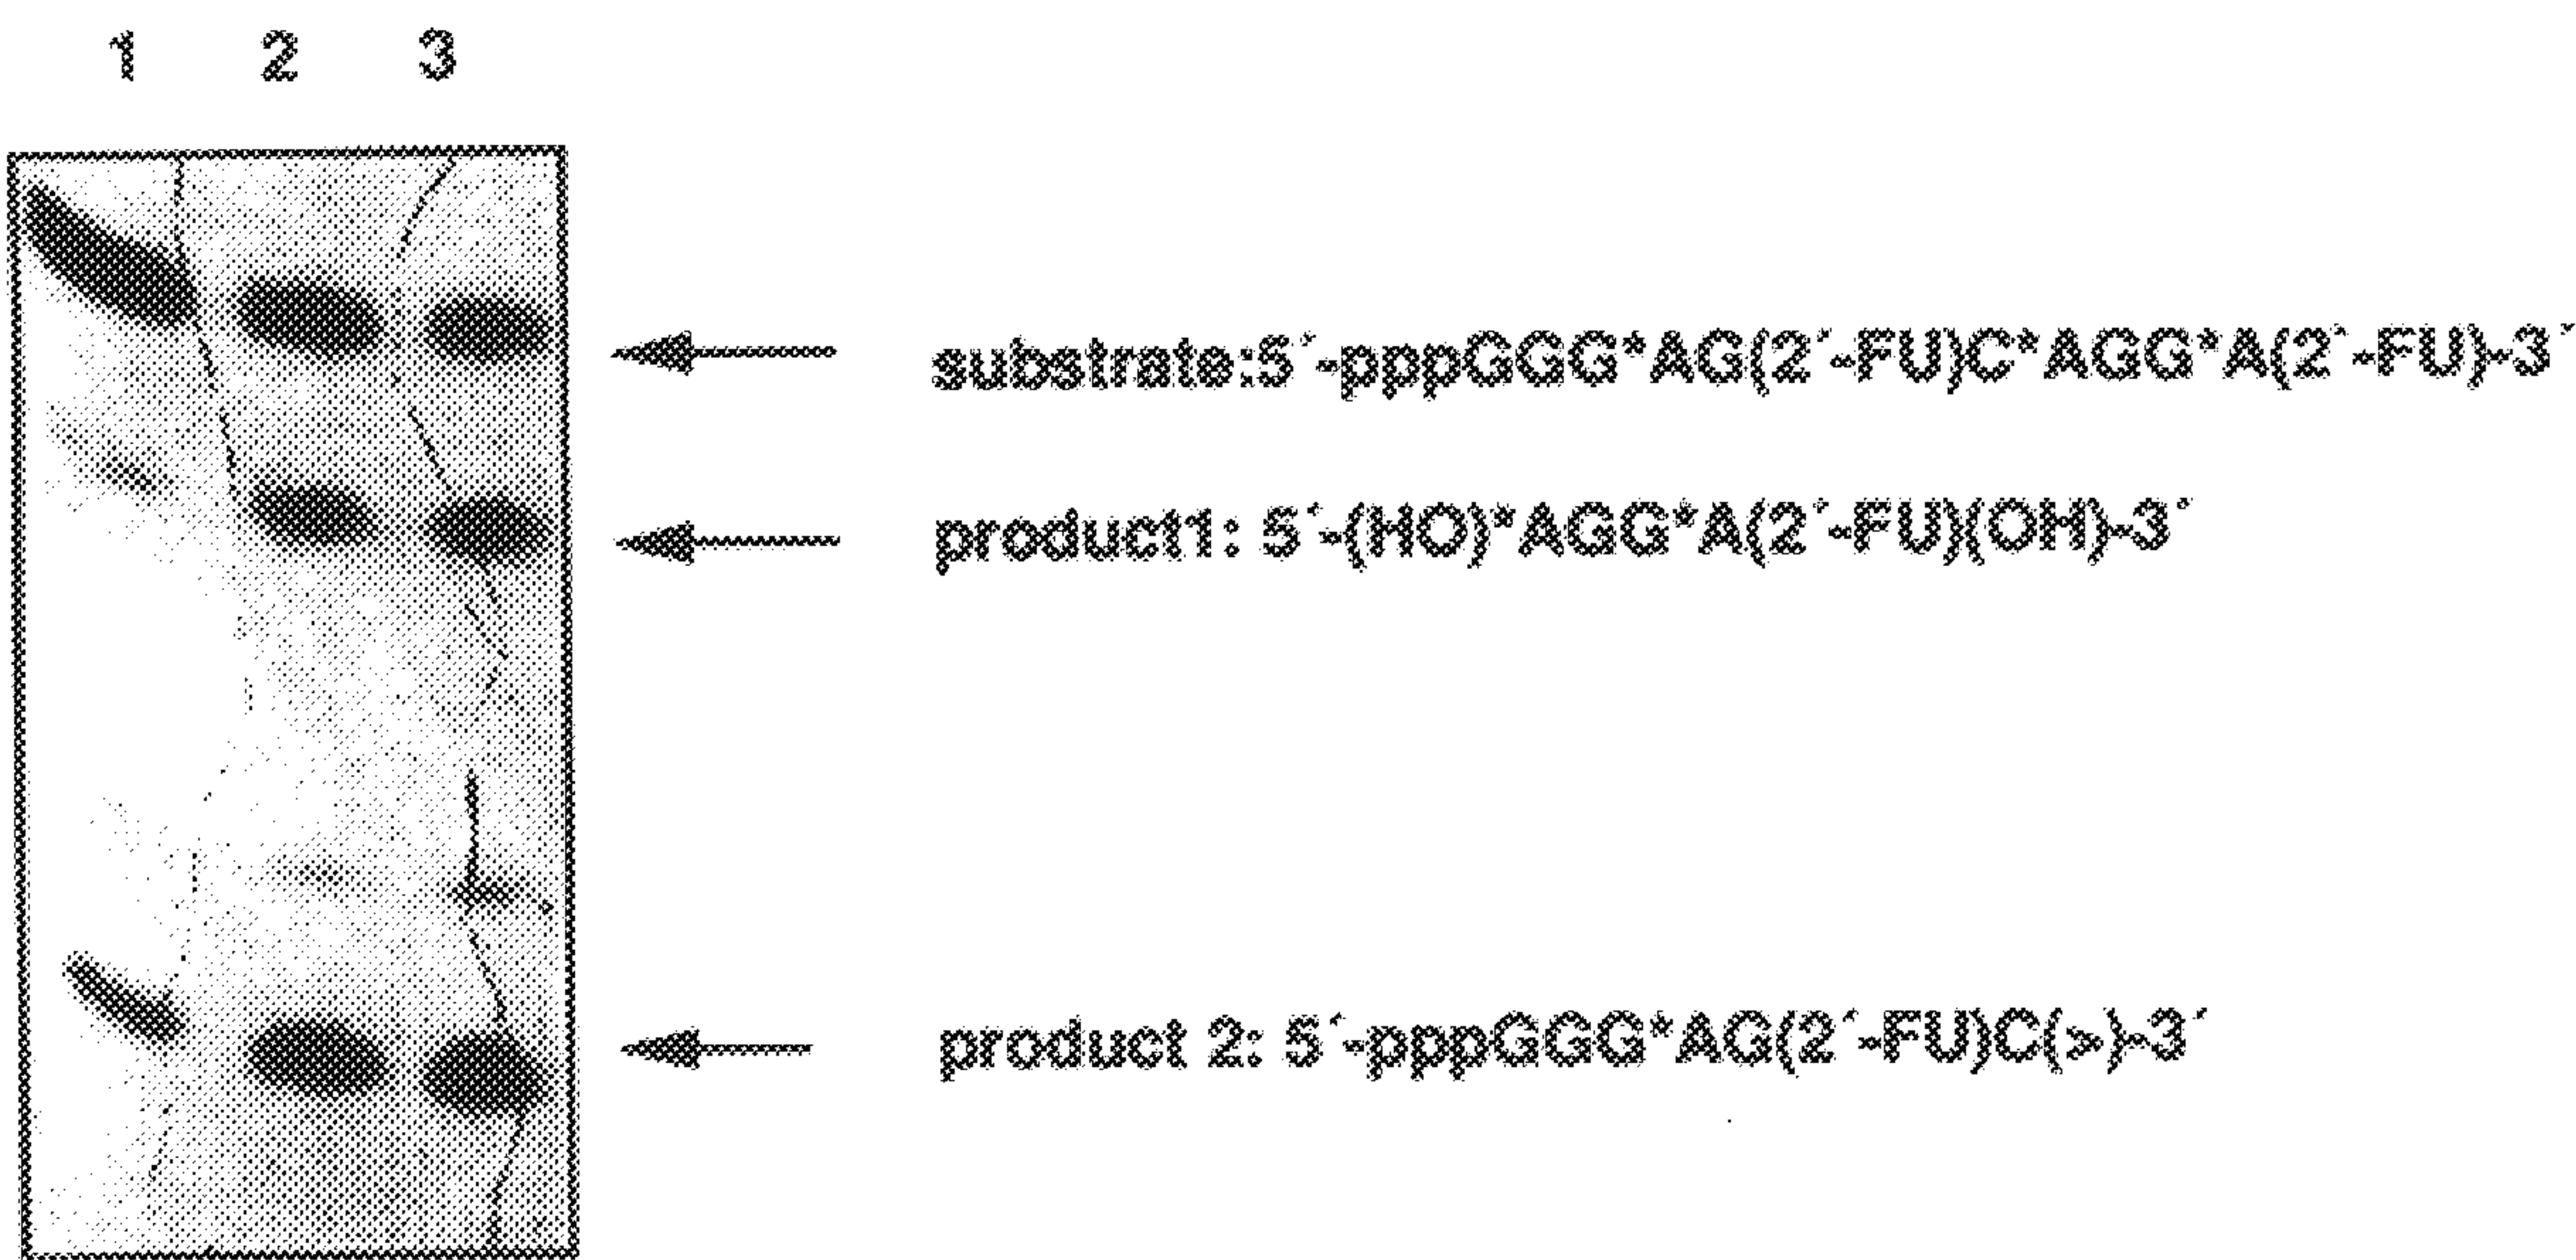 1 2 3
substrate:5´-pppGGG*AG(2´-FU)C*AGG*A(2´-FU)-3´
product1: 5´-(HO)*AGG*A(2´-FU)(OH)-3´
product 2: 5´-pppGGG*AG(2´-FU)C(>)-3´